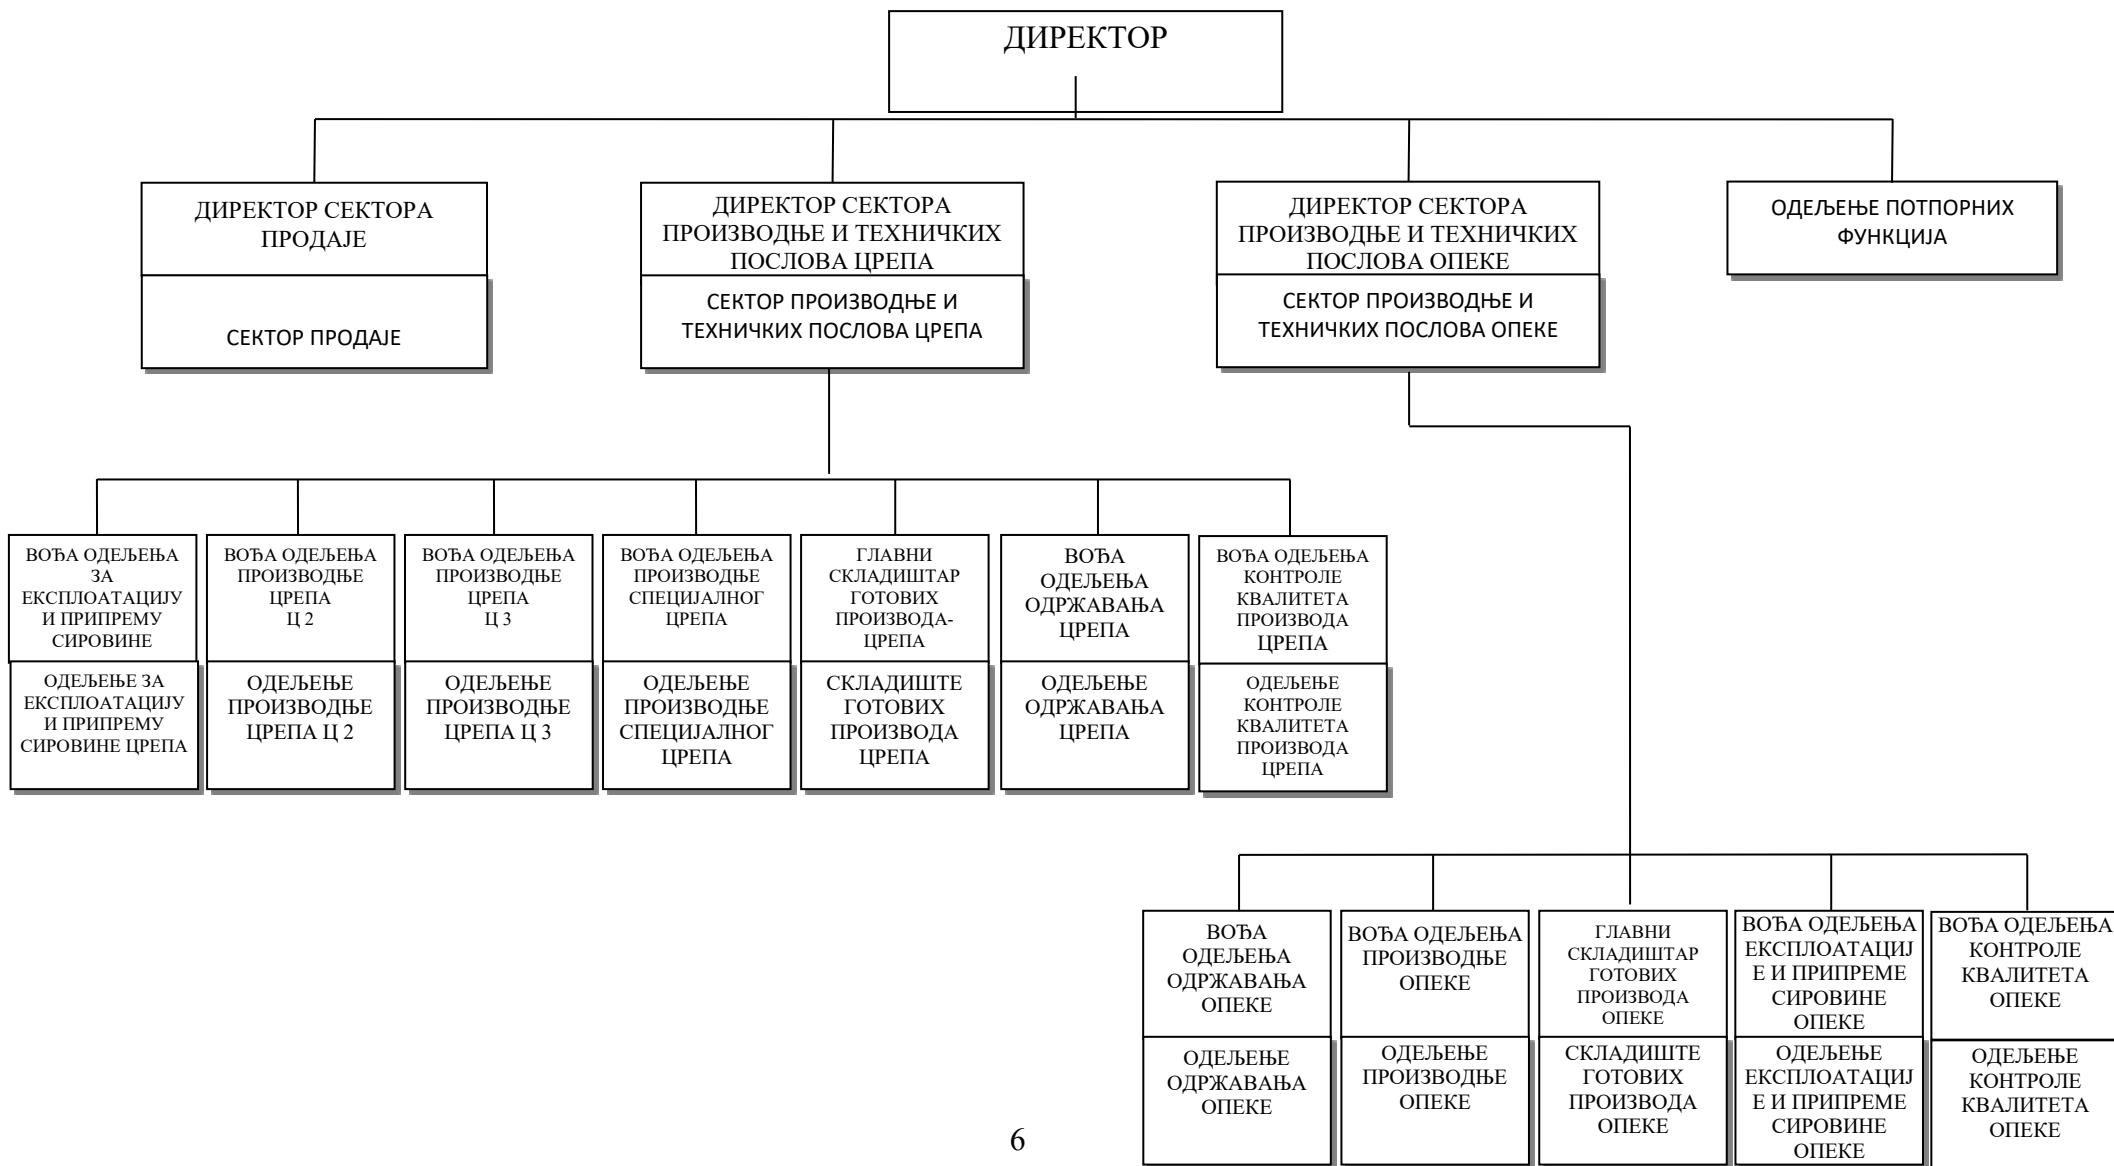 ДИРЕКТОР
ДИРЕКТОР СЕКТОРА
ПРОДАЈЕ
СЕКТОР ПРОДАЈЕ
ДИРЕКТОР СЕКТОРА
ПРОИЗВОДЊЕ И ТЕХНИЧКИХ
ПОСЛОВА ЦРЕПА
СЕКТОР ПРОИЗВОДЊЕ И
ТЕХНИЧКИХ ПОСЛОВА ЦРЕПА
ДИРЕКТОР СЕКТОРА
ПРОИЗВОДЊЕ И ТЕХНИЧКИХ
ПОСЛОВА ОПЕКЕ
СЕКТОР ПРОИЗВОДЊЕ И
ТЕХНИЧКИХ ПОСЛОВА ОПЕКЕ
ОДЕЉЕЊЕ ПОТПОРНИХ
ФУНКЦИЈА
ВОЂА ОДЕЉЕЊА
ЗА
ЕКСПЛОАТАЦИЈУ
И ПРИПРЕМУ
СИРОВИНЕ
ОДЕЉЕЊЕ ЗА
ЕКСПЛОАТАЦИЈУ
И ПРИПРЕМУ
СИРОВИНЕ ЦРЕПА
ВОЂА ОДЕЉЕЊА
ПРОИЗВОДЊЕ
ЦРЕПА
Ц 2
ОДЕЉЕЊЕ
ПРОИЗВОДЊЕ
ЦРЕПА Ц 2
ВОЂА ОДЕЉЕЊА
ПРОИЗВОДЊЕ
ЦРЕПА
Ц 3
ОДЕЉЕЊЕ
ПРОИЗВОДЊЕ
ЦРЕПА Ц 3
ВОЂА ОДЕЉЕЊА
ПРОИЗВОДЊЕ
СПЕЦИЈАЛНОГ
ЦРЕПА
ОДЕЉЕЊЕ
ПРОИЗВОДЊЕ
СПЕЦИЈАЛНОГ
ЦРЕПА
ГЛАВНИ
СКЛАДИШТАР
ГОТОВИХ
ПРОИЗВОДА-
ЦРЕПА
СКЛАДИШТЕ
ГОТОВИХ
ПРОИЗВОДА
ЦРЕПА
ВОЂА
ОДЕЉЕЊА
ОДРЖАВАЊА
ЦРЕПА
ОДЕЉЕЊЕ
ОДРЖАВАЊА
ЦРЕПА
ВОЂА ОДЕЉЕЊА
КОНТРОЛЕ
КВАЛИТЕТА
ПРОИЗВОДА
ЦРЕПА
ОДЕЉЕЊЕ
КОНТРОЛЕ
КВАЛИТЕТА
ПРОИЗВОДА
ЦРЕПА
ВОЂА
ОДЕЉЕЊА
ОДРЖАВАЊА
ОПЕКЕ
ОДЕЉЕЊЕ
ОДРЖАВАЊА
ОПЕКЕ
ВОЂА ОДЕЉЕЊА
ПРОИЗВОДЊЕ
ОПЕКЕ
ОДЕЉЕЊЕ
ПРОИЗВОДЊЕ
ОПЕКЕ
ГЛАВНИ
СКЛАДИШТАР
ГОТОВИХ
ПРОИЗВОДА
ОПЕКЕ
СКЛАДИШТЕ
ГОТОВИХ
ПРОИЗВОДА
ОПЕКЕ
ВОЂА ОДЕЉЕЊА
ЕКСПЛОАТАЦИЈ
Е И ПРИПРЕМЕ
СИРОВИНЕ
ОПЕКЕ
ОДЕЉЕЊЕ
ЕКСПЛОАТАЦИЈ
Е И ПРИПРЕМЕ
СИРОВИНЕ
ОПЕКЕ
ВОЂА ОДЕЉЕЊА
КОНТРОЛЕ
КВАЛИТЕТА
ОПЕКЕ
ОДЕЉЕЊЕ
КОНТРОЛЕ
КВАЛИТЕТА
ОПЕКЕ
6